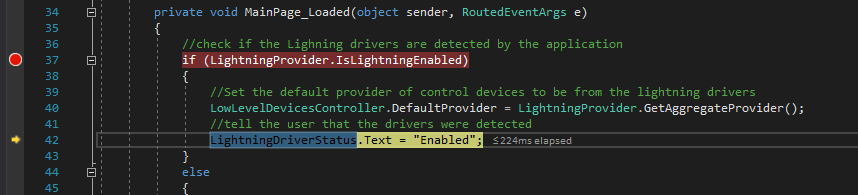 34 private void MainPage_Loaded(object sender, RoutedEventArgs e)
35 {
36 //check if the Lighning drivers are detected by the application
37 if (LightningProvider.IsLightningEnabled)
38 {
39 //Set the default provider of control devices to be from the lightning drivers
40 LowLevelDevicesController.DefaultProvider = LightningProvider.GetAggregateProvider();
41 //tell the user that the drivers were detected
42 LightningDriverStatus.Text = "Enabled"; ≤224ms elapsed
43 }
44 else
45 {